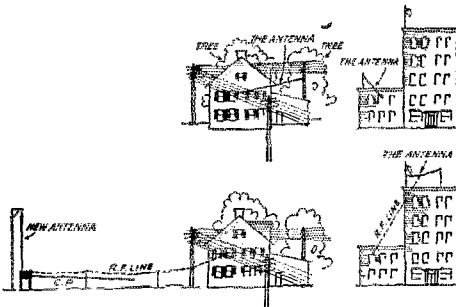 TREE
THE ANTENNA
TREE
THE ANTENNA
THE ANTENNA
R.F. LINE
NEW ANTENNA
R.F. LINE
C.P.